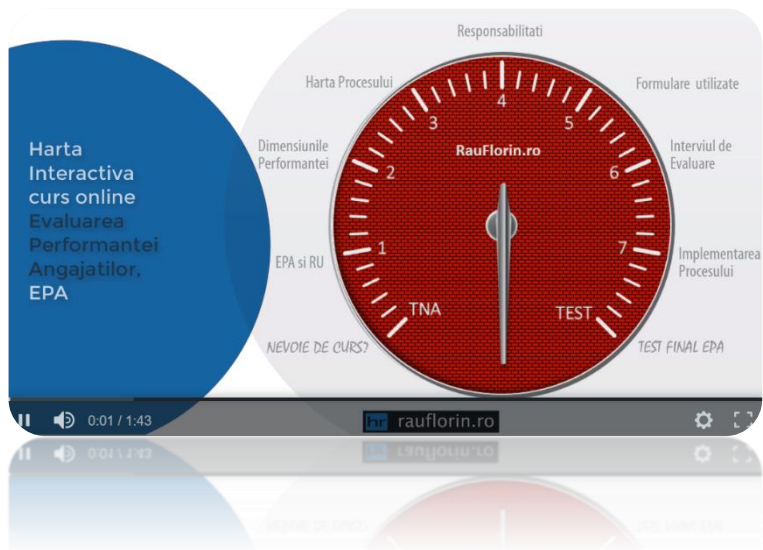 Harta
Interactiva
curs online
Evaluarea
Performantei
Angajatilor,
EPA
Responsabilitati
Harta Procesului
Formulare utilizate
Dimensiunile
Performantei
Interviul de
Evaluare
EPA si RU
Implementarea
Procesului
NEVOIE DE CURS?
TEST FINAL EPA
RauFlorin.ro
1
2
3
4
5
6
7
TNA
TEST
0:01 / 1:43
hr rauflorin.ro